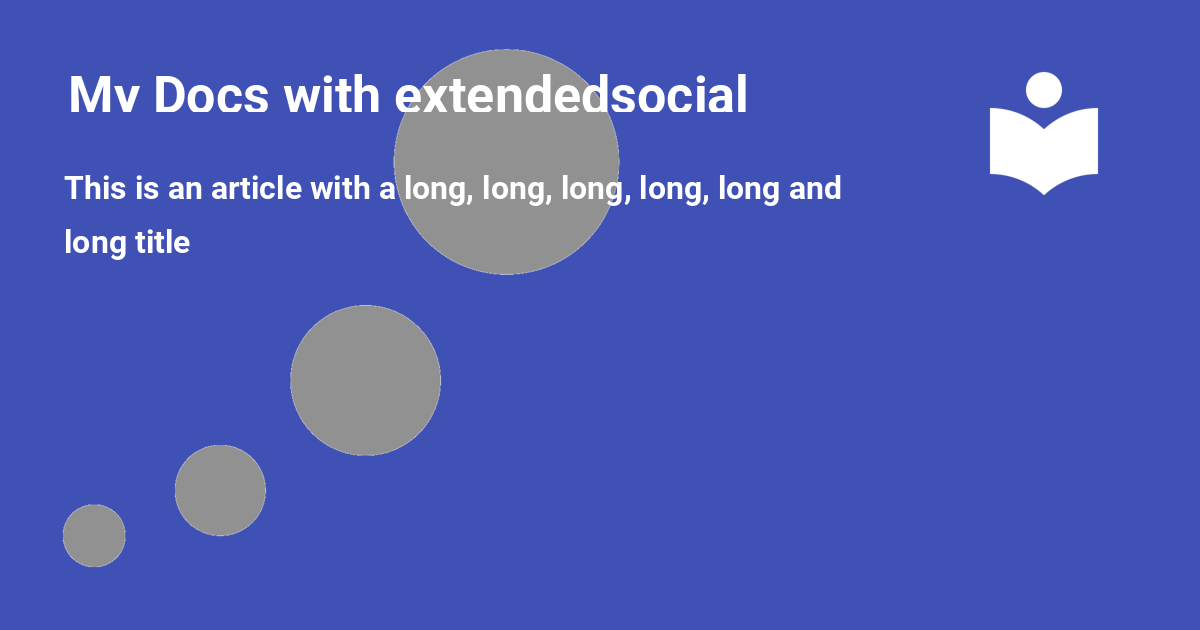 My Docs with extendedsocial
This is an article with a long, long, long, long, long and
long title